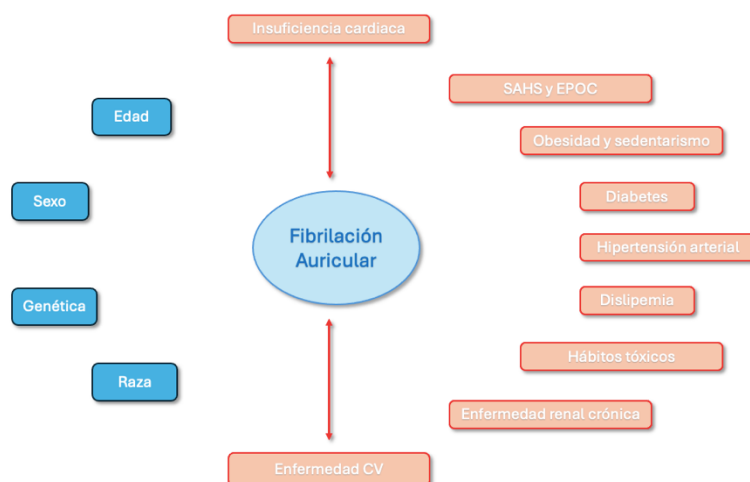 Insuficiencia cardiaca
SAHS y EPOC
Edad
Obesidad y sedentarismo
Sexo
Diabetes
Fibrilación
Auricular
Hipertensión arterial
Genética
Dislipemia
Hábitos tóxicos
Raza
Enfermedad renal crónica
Enfermedad CV